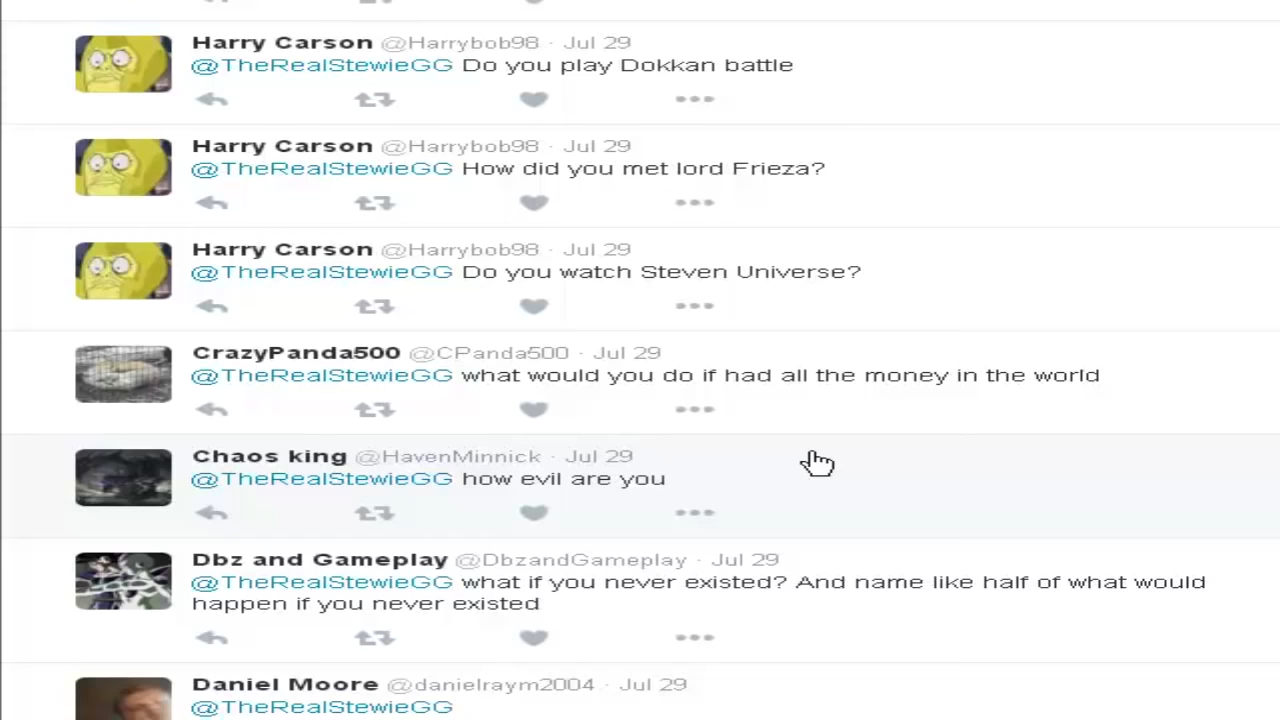 Harry Carson @Harrybob98 · Jul 29
@TheRealStewieGG Do you play Dokkan battle
Harry Carson @Harrybob98 · Jul 29
@TheRealStewieGG How did you met lord Frieza?
Harry Carson @Harrybob98 · Jul 29
@TheRealStewieGG Do you watch Steven Universe?
CrazyPanda500 @CPanda500 · Jul 29
@TheRealStewieGG what would you do if had all the money in the world
Chaos king @HavenMinnick · Jul 29
@TheRealStewieGG how evil are you
Dbz and Gameplay @DbzandGameplay · Jul 29
@TheRealStewieGG what if you never existed? And name like half of what would
happen if you never existed
Daniel Moore @danielraym2004 · Jul 29
@TheRealStewieGG